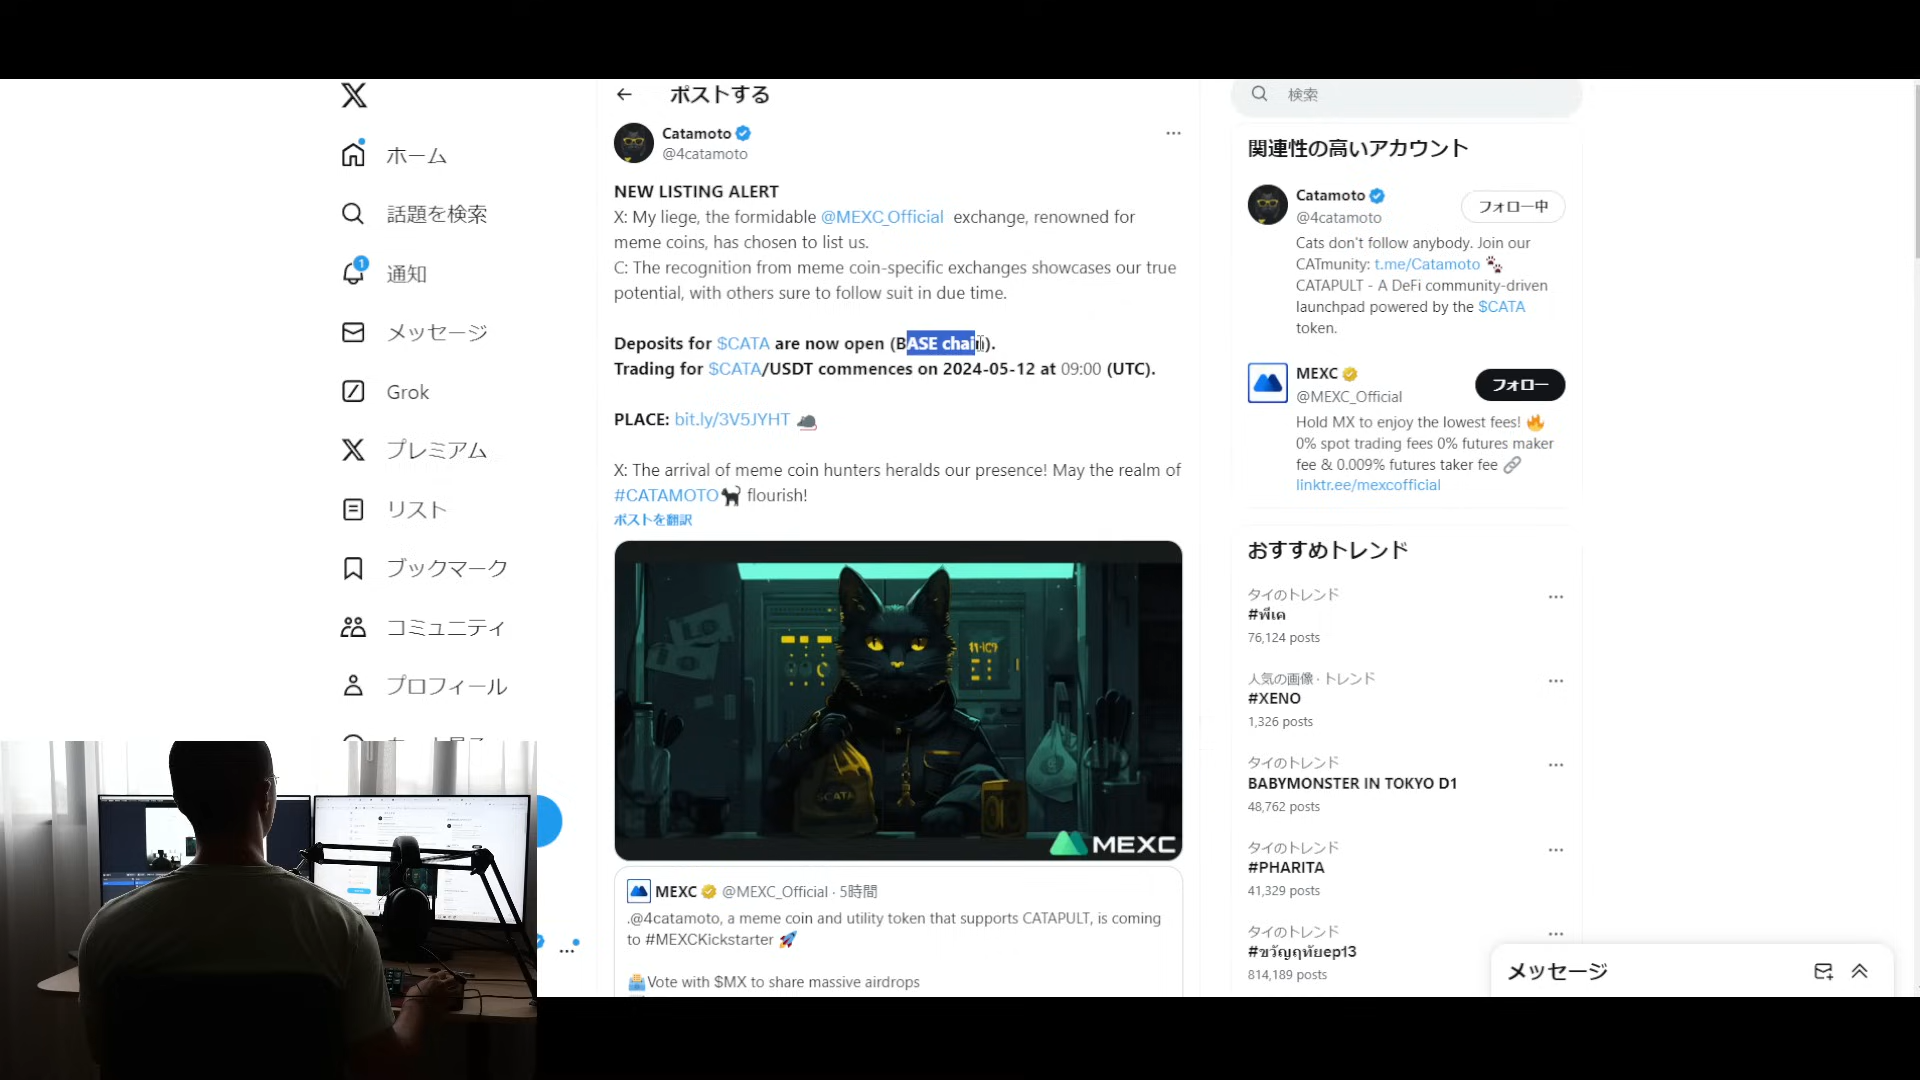 ポストする
検索
ホーム
話題を検索
1
通知
メッセージ
Grok
プレミアム
リスト
ブックマーク
コミュニティ
プロフィール
Catamoto
@4catamoto
NEW LISTING ALERT
X: My liege, the formidable @MEXC_Official exchange, renowned for
meme coins, has chosen to list us.
C: The recognition from meme coin-specific exchanges showcases our true
potential, with others sure to follow suit in due time.
Deposits for $CATA are now open (BASE chain).
Trading for $CATA/USDT commences on 2024-05-12 at 09:00 (UTC).
PLACE: bit.ly/3V5JYHT
X: The arrival of meme coin hunters heralds our presence! May the realm of
#CATAMOTO flourish!
ポストを翻訳
$CATA
MEXC
MEXC @MEXC_Official · 5時間
.@4catamoto, a meme coin and utility token that supports CATAPULT, is coming
to #MEXCKickstarter 🚀
Vote with $MX to share massive airdrops
関連性の高いアカウント
Catamoto
@4catamoto
フォロー中
Cats don't follow anybody. Join our
CATmunity: t.me/Catamoto 🐾
CATAPULT - A DeFi community-driven
launchpad powered by the $CATA
token.
MEXC
@MEXC_Official
フォロー
Hold MX to enjoy the lowest fees! 🔥
0% spot trading fees 0% futures maker
fee & 0.009% futures taker fee 🔗
linktr.ee/mexcofficial
おすすめトレンド
タイのトレンド
#พีเค
76,124 posts
人気の画像 · トレンド
#XENO
1,326 posts
タイのトレンド
BABYMONSTER IN TOKYO D1
48,762 posts
タイのトレンド
#PHARITA
41,329 posts
タイのトレンド
#ขวัญฤทัยep13
814,189 posts
メッセージ